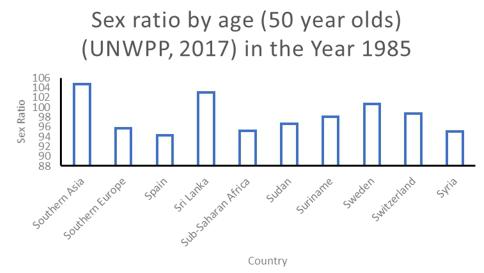 Sex ratio by age (50 year olds)
(UNWPP, 2017) in the Year 1985
Sex Ratio
106
104
102
100
98
96
94
92
90
88
Southern Asia
Southern Europe
Spain
Sri Lanka
Sub-Saharan Africa
Sudan
Suriname
Sweden
Switzerland
Syria
Country